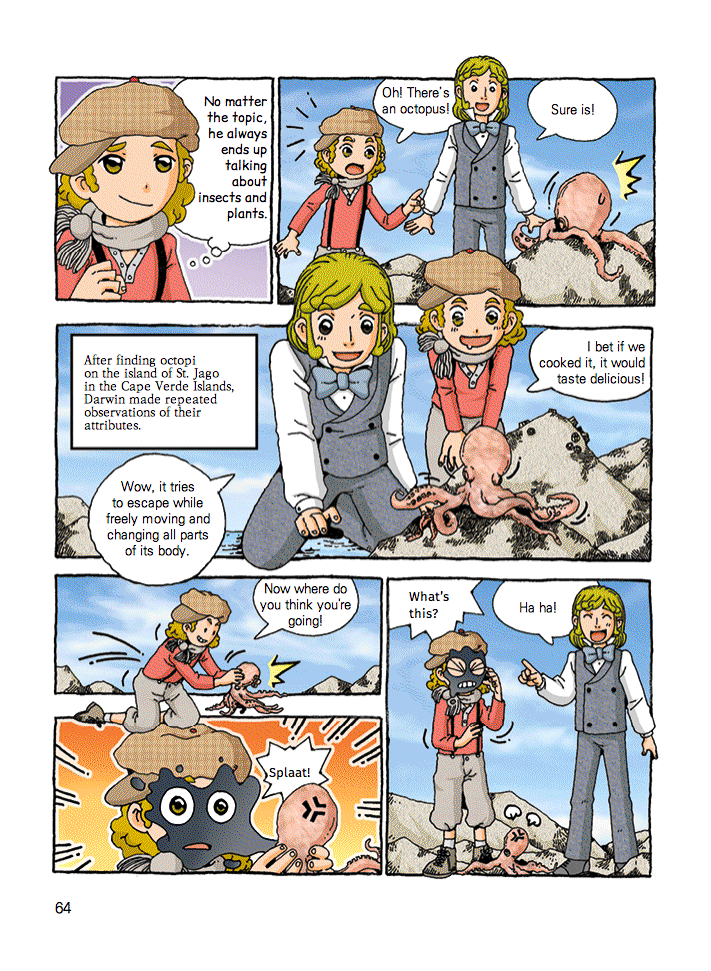 No matter
the topic,
he always
ends up
talking
about
insects and
plants.
Oh! There's
an octopus!
Sure is!
After finding octopi
on the island of St. Jago
in the Cape Verde Islands,
Darwin made repeated
observations of their
attributes.
I bet if we
cooked it, it would
taste delicious!
Wow, it tries
to escape while
freely moving and
changing all parts
of its body.
Now where do
you think you're
going!
Splaat!
What's
this?
Ha ha!
64